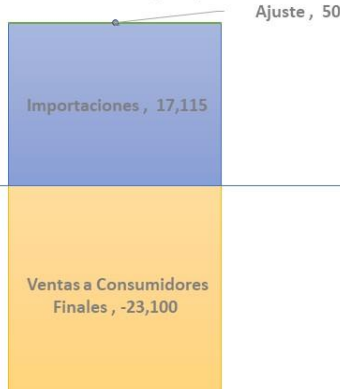 Ajuste , 50
Importaciones , 17,115
Ventas a Consumidores
Finales , -23,100